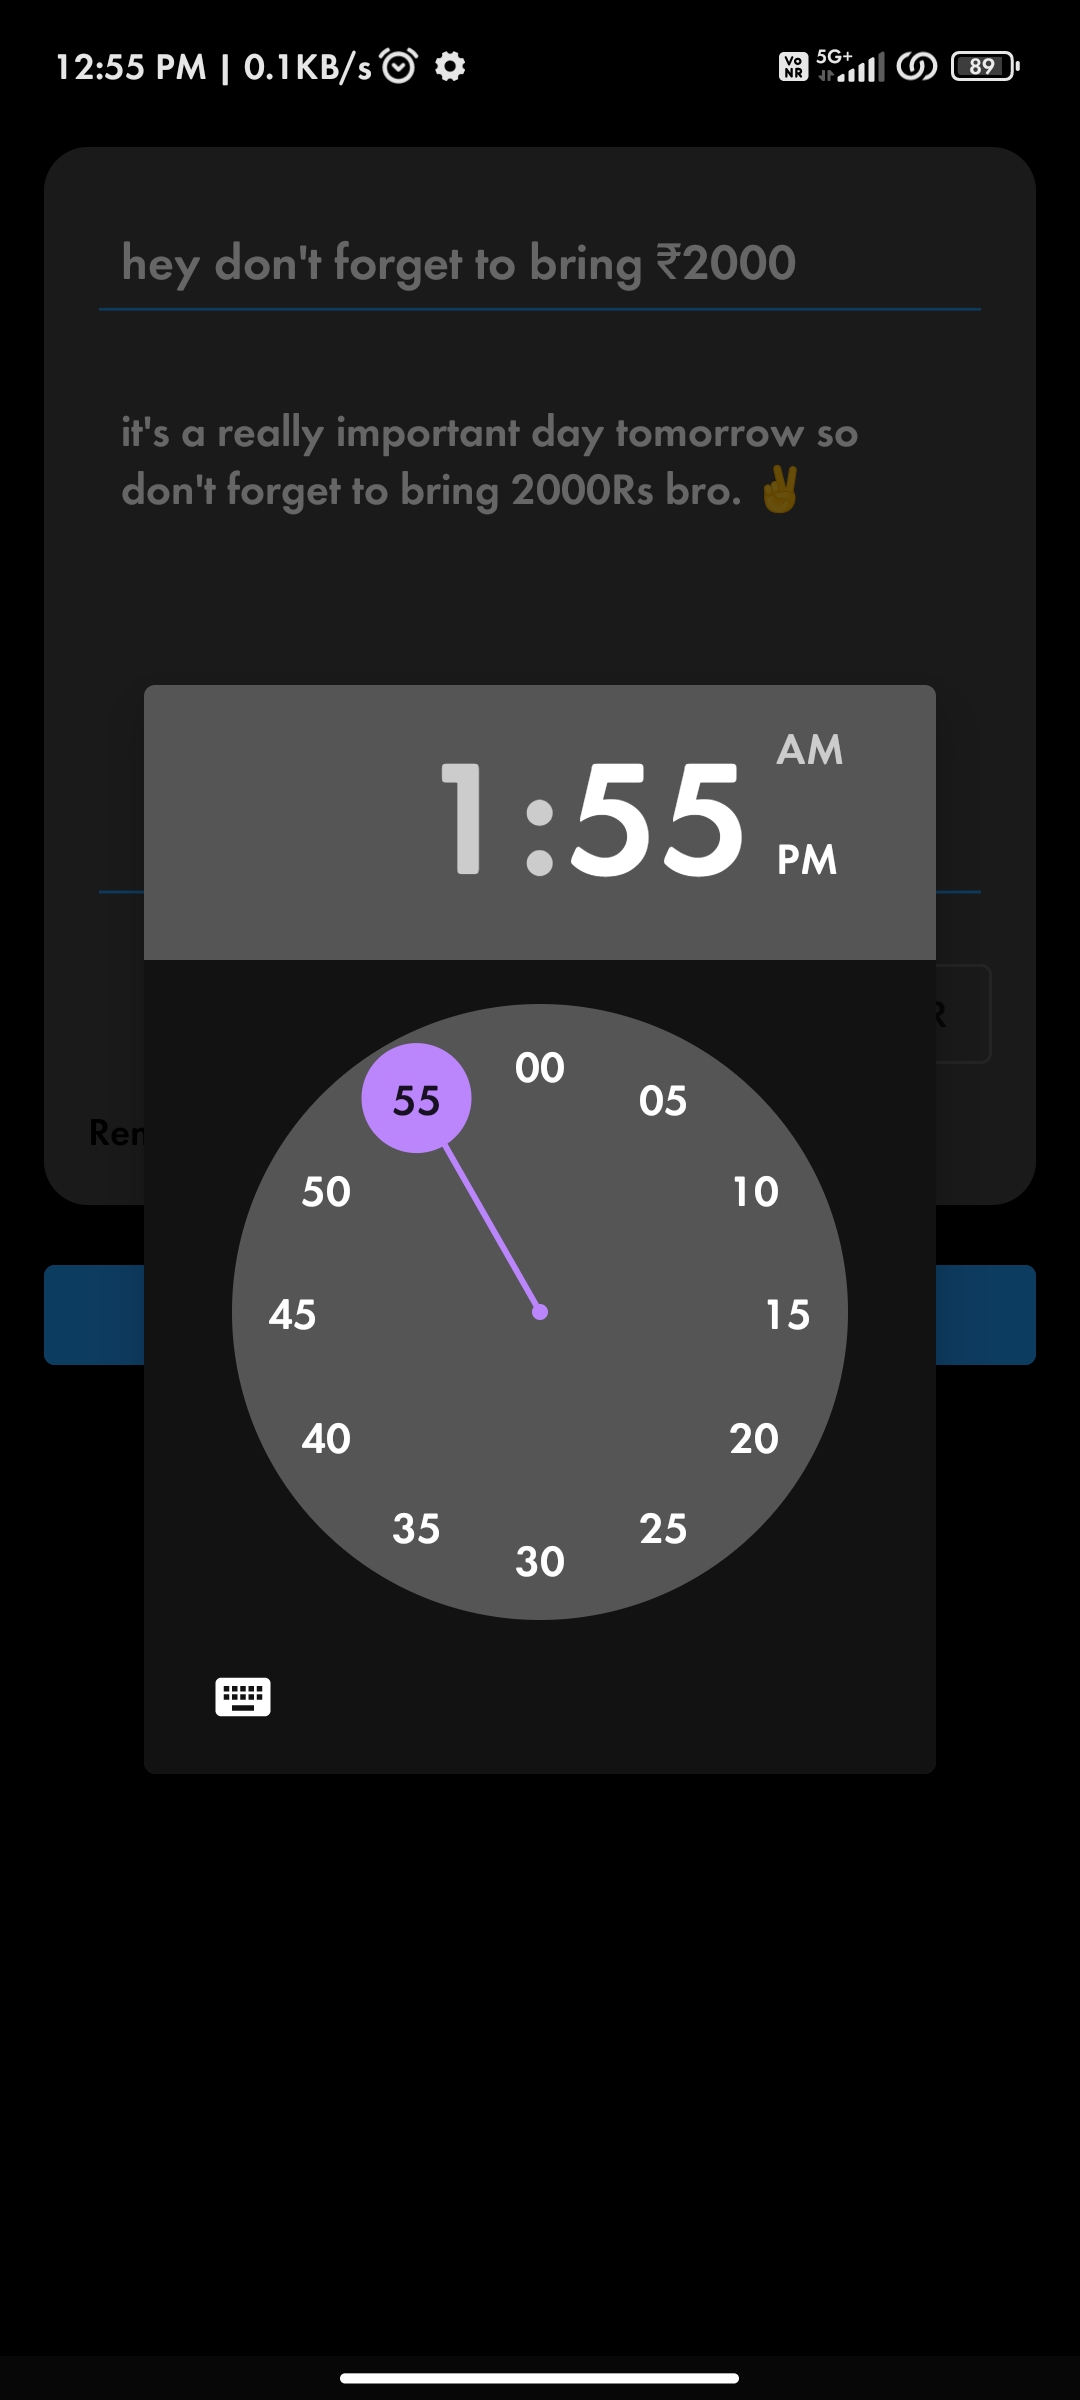 12:55 PM | 0.1KB/s Vo NR 5G+ 89
hey don't forget to bring ₹2000
it's a really important day tomorrow so
don't forget to bring 2000Rs bro. ✌
1:55
AM
PM
00
55 05
50 10
45 15
40 20
35 25
30